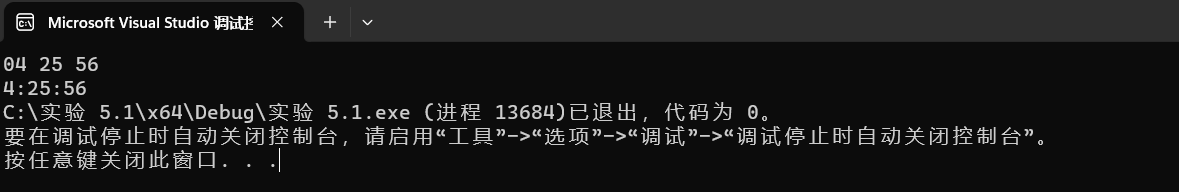 Microsoft Visual Studio 调试
04 25 56
4:25:56
C:\实验 5.1\x64\Debug\实验 5.1.exe (进程 13684)已退出，代码为 0。
要在调试停止时自动关闭控制台，请启用“工具”->“选项”->“调试”->“调试停止时自动关闭控制台”。
按任意键关闭此窗口. . .